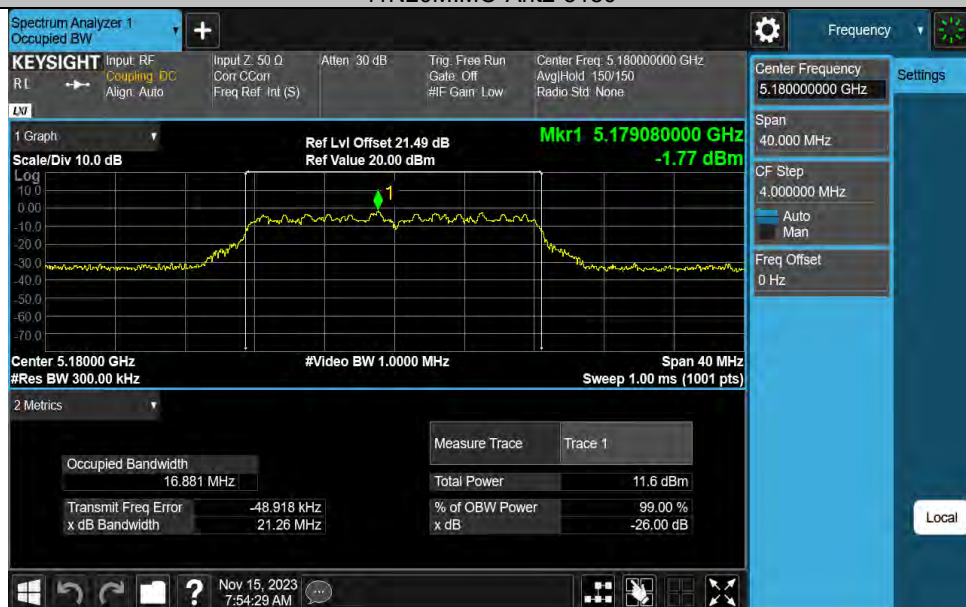 Spectrum Analyzer 1
Occupied BW
Frequency
KEYSIGHT
RL
LXI
Input: RF
Coupling: DC
Align: Auto
Input Z: 50 Ω
Corr CCorr
Freq Ref: Int (S)
Atten: 30 dB
Trig: Free Run
Gate: Off
#IF Gain: Low
Center Freq: 5.180000000 GHz
Avg|Hold: 150/150
Radio Std: None
Center Frequency
5.180000000 GHz
Settings
Span
40.000 MHz
CF Step
4.000000 MHz
Auto
Man
Freq Offset
0 Hz
Local
1 Graph
Scale/Div 10.0 dB
Ref Lvl Offset 21.49 dB
Ref Value 20.00 dBm
Mkr1 5.179080000 GHz
-1.77 dBm
Log
10.0
0.00
-10.0
-20.0
-30.0
-40.0
-50.0
-60.0
-70.0
1
Center 5.18000 GHz
#Res BW 300.00 kHz
#Video BW 1.0000 MHz
Span 40 MHz
Sweep 1.00 ms (1001 pts)
2 Metrics
Measure Trace Trace 1
Occupied Bandwidth
16.881 MHz
Total Power 11.6 dBm
Transmit Freq Error -48.918 kHz
% of OBW Power 99.00 %
x dB Bandwidth 21.26 MHz
x dB -26.00 dB
?
Nov 15, 2023
7:54:29 AM